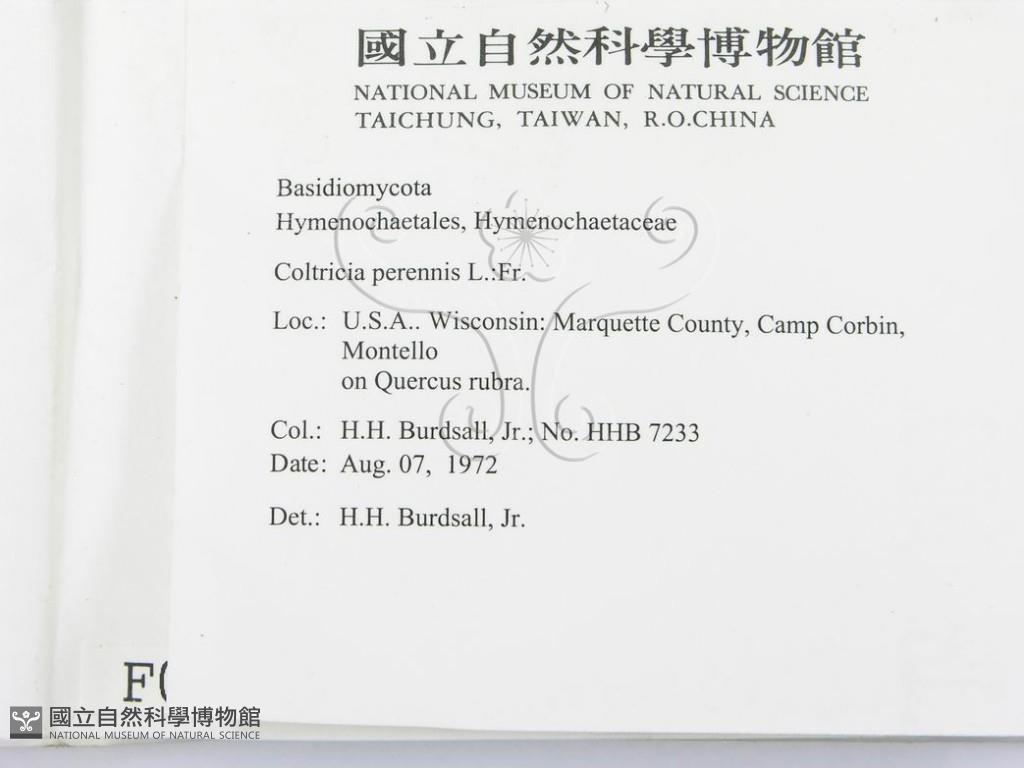 國立自然科學博物館
NATIONAL MUSEUM OF NATURAL SCIENCE
TAICHUNG, TAIWAN, R.O.CHINA
Basidiomycota
Hymenochaetales, Hymenochaetaceae
Coltricia perennis L.:Fr.
Loc.: U.S.A.. Wisconsin: Marquette County, Camp Corbin,
Montello
on Quercus rubra.
Col.: H.H. Burdsall, Jr.; No. HHB 7233
Date: Aug. 07, 1972
Det.: H.H. Burdsall, Jr.
國立自然科學博物館
NATIONAL MUSEUM OF NATURAL SCIENCE